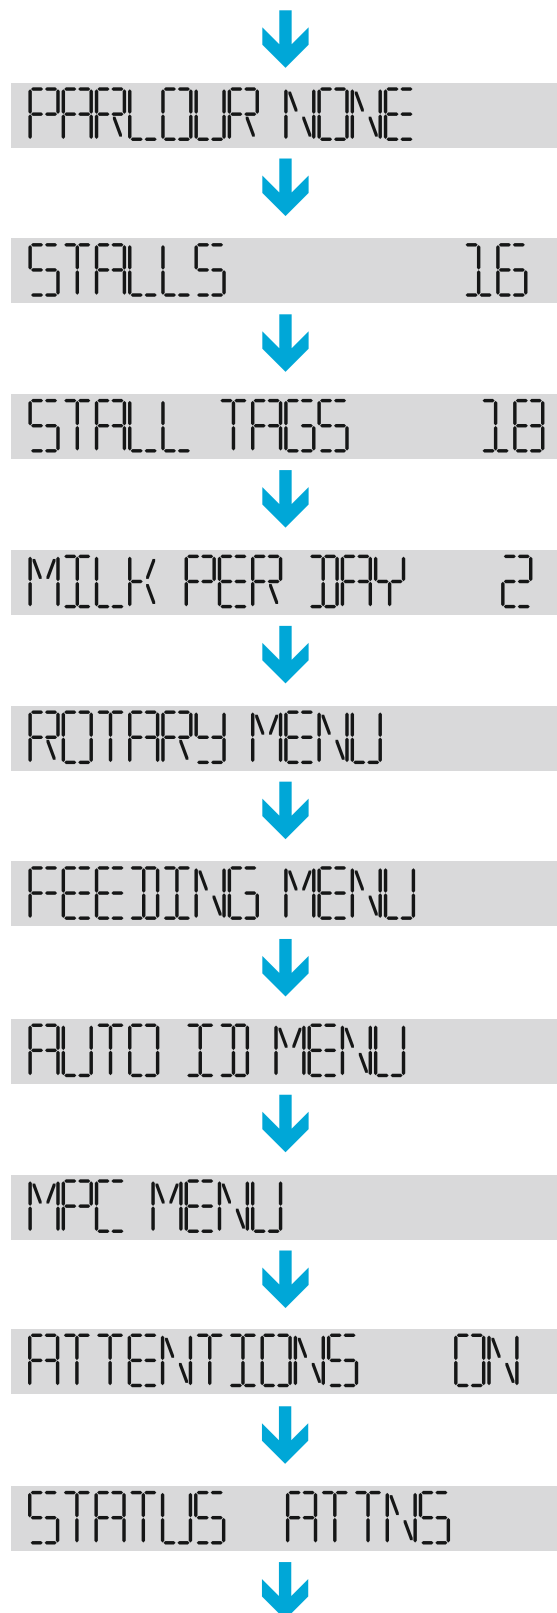 PARLOUR NONE
STALLS 16
STALL TAGS 18
MILK PER DAY 2
ROTARY MENU
FEEDING MENU
AUTO ID MENU
MPC MENU
ATTENTIONS ON
STATUS ATTNS